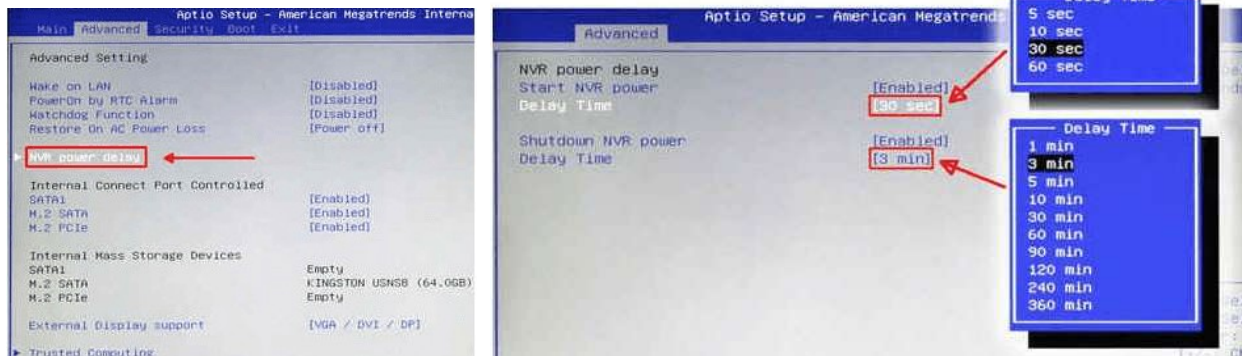 Aptio Setup – American Megatrends Interna
Main Advanced Security Boot Exit
Advanced Setting
Wake on LAN [Disabled]
PowerOn by RTC Alarm [Disabled]
Watchdog Function [Disabled]
Restore On AC Power Loss [Power off]
NVR power delay
Internal Connect Port Controlled
SATA1 [Enabled]
M.2 SATA [Enabled]
M.2 PCIe [Enabled]
Internal Mass Storage Devices
SATA1 Empty
M.2 SATA KINGSTON USNS8 (64.0GB)
M.2 PCIe Empty
External Display support [VGA / DVI / DP]
Trusted Computing
Aptio Setup – American Megatrends
Advanced
NVR power delay
Start NVR power [Enabled]
Delay Time [30 sec]
Shutdown NVR power [Enabled]
Delay Time [3 min]
Delay Time
5 sec
10 sec
30 sec
60 sec
Delay Time
1 min
3 min
5 min
10 min
30 min
60 min
90 min
120 min
240 min
360 min